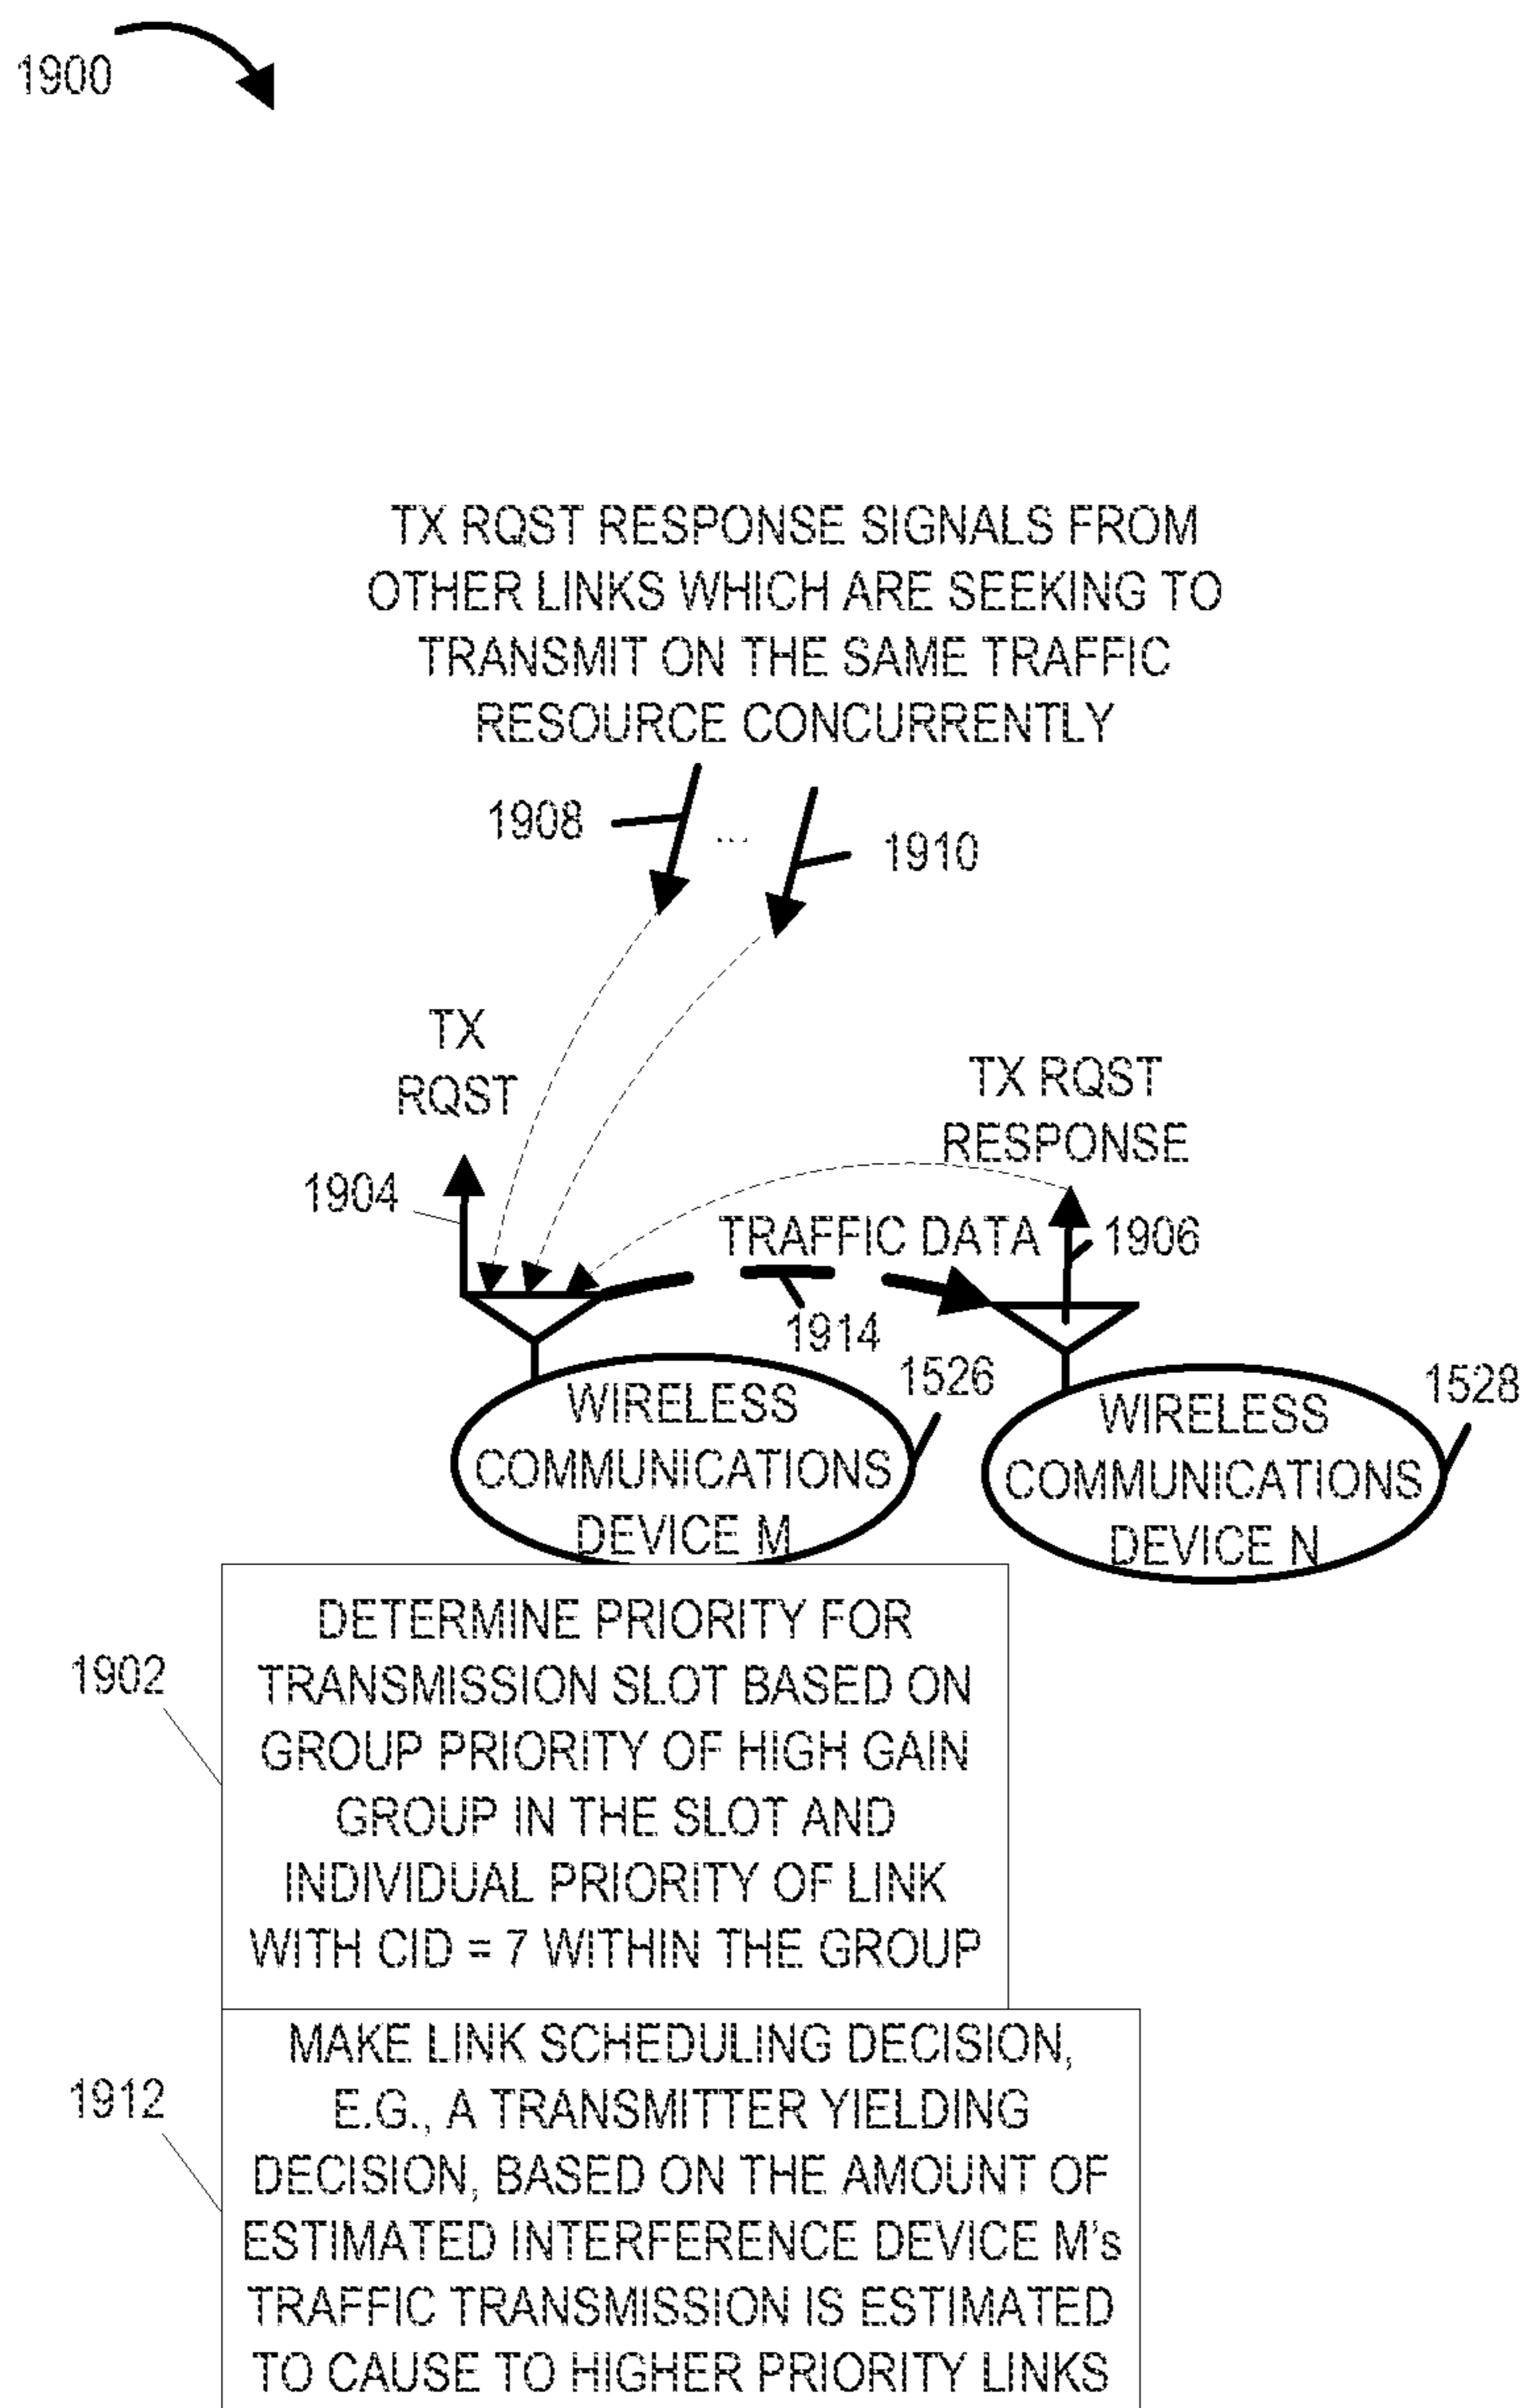 1900
TX RQST RESPONSE SIGNALS FROM
OTHER LINKS WHICH ARE SEEKING TO
TRANSMIT ON THE SAME TRAFFIC
RESOURCE CONCURRENTLY
1908
...
1910
TX
RQST
TX RQST
RESPONSE
1904
TRAFFIC DATA
1906
1914
1526
1528
WIRELESS
COMMUNICATIONS
DEVICE M
WIRELESS
COMMUNICATIONS
DEVICE N
1902
DETERMINE PRIORITY FOR
TRANSMISSION SLOT BASED ON
GROUP PRIORITY OF HIGH GAIN
GROUP IN THE SLOT AND
INDIVIDUAL PRIORITY OF LINK
WITH CID = 7 WITHIN THE GROUP
1912
MAKE LINK SCHEDULING DECISION,
E.G., A TRANSMITTER YIELDING
DECISION, BASED ON THE AMOUNT OF
ESTIMATED INTERFERENCE DEVICE M's
TRAFFIC TRANSMISSION IS ESTIMATED
TO CAUSE TO HIGHER PRIORITY LINKS